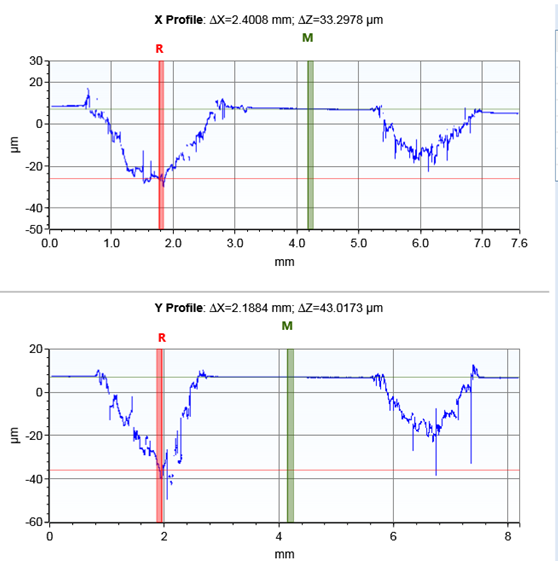 X Profile: ΔX=2.4008 mm; ΔZ=33.2978 µm
R
M
30
20
0
-20
-40
-50
µm
0.0 1.0 2.0 3.0 4.0 5.0 6.0 7.0 7.6
mm
Y Profile: ΔX=2.1884 mm; ΔZ=43.0173 µm
R
M
20
0
-20
-40
-60
µm
0 2 4 6 8
mm